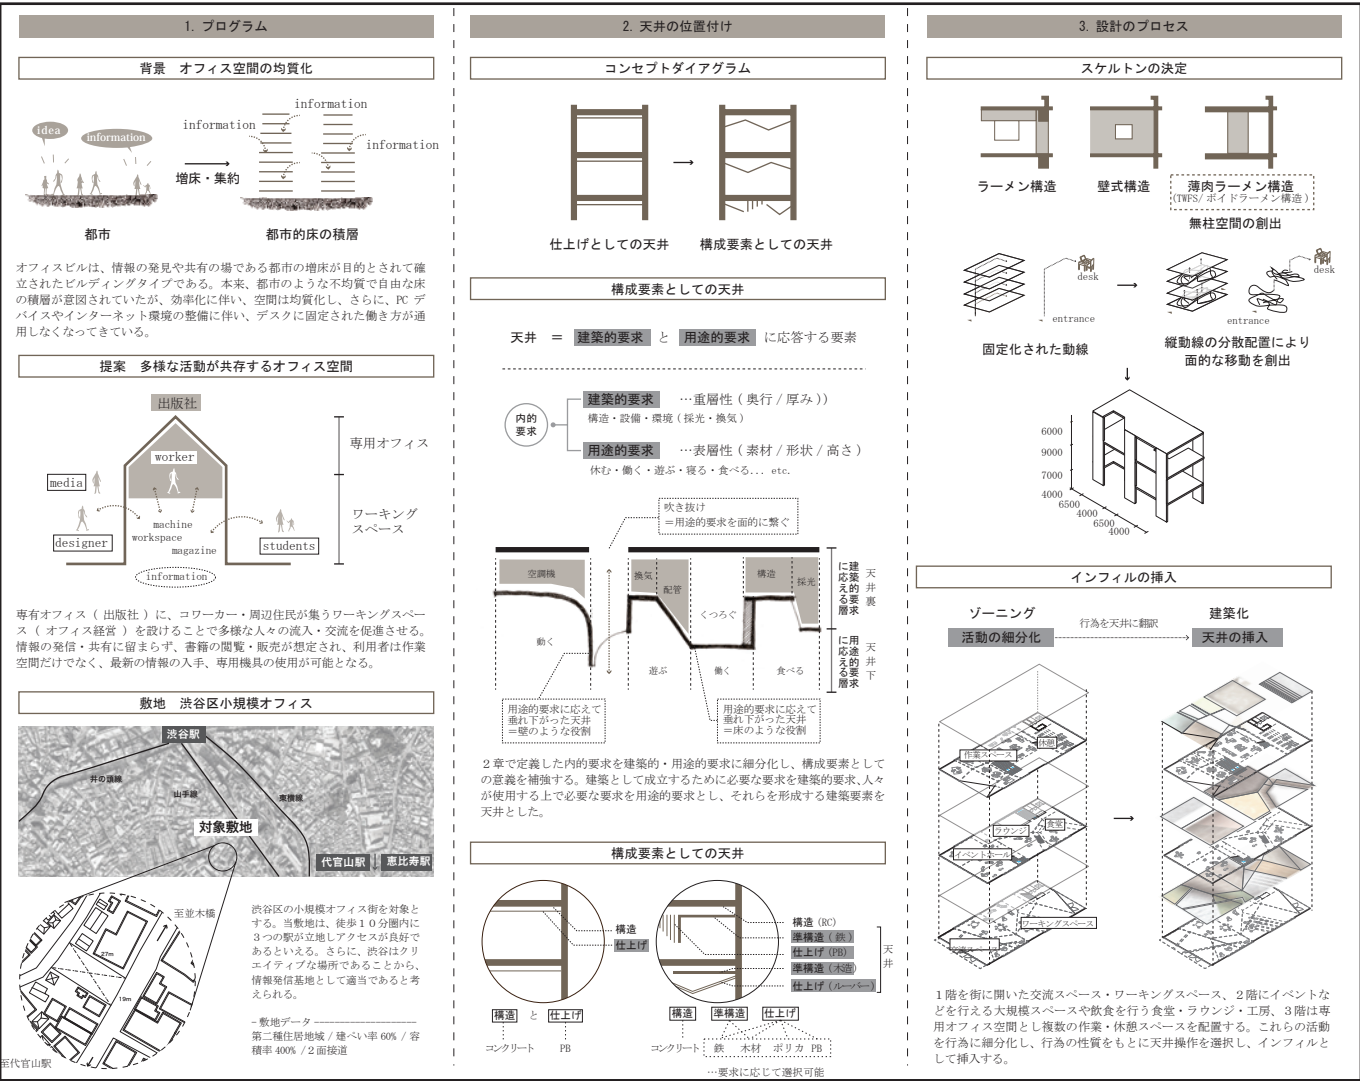 1. プログラム
背景　オフィス空間の均質化
idea
information
information
information
information
増床・集約
都市
都市的床の積層
オフィスビルは、情報の発見や共有の場である都市の増床が目的とされて確
立されたビルディングタイプである。本来、都市のような不均質で自由な床
の積層が意図されていたが、効率化に伴い、空間は均質化し、さらに、PC デ
バイスやインターネット環境の整備に伴い、デスクに固定された働き方が通
用しなくなってきている。
提案　多様な活動が共存するオフィス空間
出版社
worker
media
designer
machine
workspace
magazine
students
information
専用オフィス
ワーキング
スペース
専有オフィス（ 出版社 ）に、コワーカー・周辺住民が集うワーキングスペー
ス（ オフィス経営 ）を設けることで多様な人々の流入・交流を促進させる。
情報の発信・共有に留まらず、書籍の閲覧・販売が想定され、利用者は作業
空間だけでなく、最新の情報の入手、専用機具の使用が可能となる。
敷地　渋谷区小規模オフィス
渋谷駅
井の頭線
山手線
東横線
対象敷地
代官山駅
恵比寿駅
至並木橋
27m
19m
至代官山駅
渋谷区の小規模オフィス街を対象と
する。当敷地は、徒歩１０分圏内に
３つの駅が立地しアクセスが良好で
あるといえる。さらに、渋谷はクリ
エイティブな場所であることから、
情報発信基地として適当であると考
えられる。
- 敷地データ ------------------
第二種住居地域 / 建ぺい率 60% / 容
積率 400% / 2 面接道
2. 天井の位置付け
コンセプトダイアグラム
仕上げとしての天井
構成要素としての天井
構成要素としての天井
天井　＝　建築的要求　と　用途的要求　に応答する要素
内的
要求
建築的要求　…重層性 ( 奥行 / 厚み ))
構造・設備・環境 ( 採光・換気 )
用途的要求　…表層性 ( 素材 / 形状 / 高さ )
休む・働く・遊ぶ・寝る・食べる... etc.
吹き抜け
＝用途的要求を面的に繋ぐ
空調機
換気
配管
構造
採光
くつろぐ
働く
遊ぶ
働く
食べる
建築的要求
に応える層
天井裏
用途的要求
に応える層
天井下
用途的要求に応えて
垂れ下がった天井
＝壁のような役割
用途的要求に応えて
垂れ下がった天井
＝床のような役割
２章で定義した内的要求を建築的・用途的要求に細分化し、構成要素として
の意義を補強する。建築として成立するために必要な要求を建築的要求、人々
が使用する上で必要な要求を用途的要求とし、それらを形成する建築要素を
天井とした。
構成要素としての天井
構造
仕上げ
構造 (RC)
準構造 ( 鉄 )
仕上げ (PB)
準構造 (木造)
仕上げ (ルーバー)
天井
構造　と　仕上げ
コンクリート　PB
構造　準構造　仕上げ
コンクリート　鉄　木材　ポリカ　PB
…要求に応じて選択可能
3. 設計のプロセス
スケルトンの決定
ラーメン構造
壁式構造
薄肉ラーメン構造
(TWFS/ ボイドラーメン構造 )
無柱空間の創出
desk
entrance
固定化された動線
desk
entrance
縦動線の分散配置により
面的な移動を創出
6000
9000
7000
4000
6500
4000
6500
4000
インフィルの挿入
ゾーニング
活動の細分化
行為を天井に翻訳
建築化
天井の挿入
休憩
作業スペース
食堂
ラウンジ
イベントホール
ワーキングスペース
交流スペース
１階を街に開いた交流スペース・ワーキングスペース、２階にイベントな
どを行える大規模スペースや飲食を行う食堂・ラウンジ・工房、３階は専
用オフィス空間とし複数の作業・休憩スペースを配置する。これらの活動
を行為に細分化し、行為の性質をもとに天井操作を選択し、インフィルと
して挿入する。